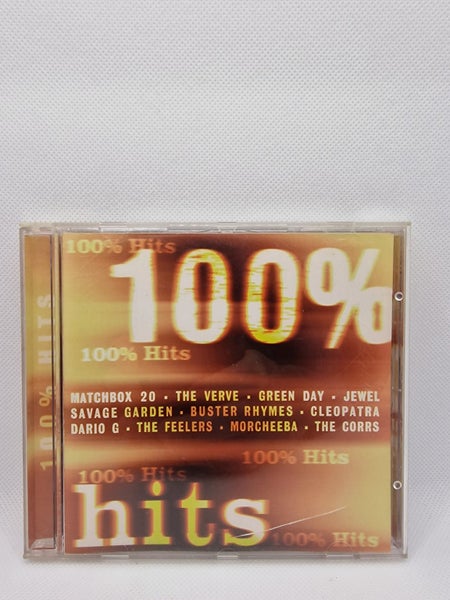 100% Hits
100%
100% Hits
100% HITS
MATCHBOX 20 · THE VERVE · GREEN DAY · JEWEL
SAVAGE GARDEN · BUSTER RHYMES · CLEOPATRA
DARIO G · THE FEELERS · MORCHEEBA · THE CORRS
100% Hits
100% Hits
hits
100% Hits